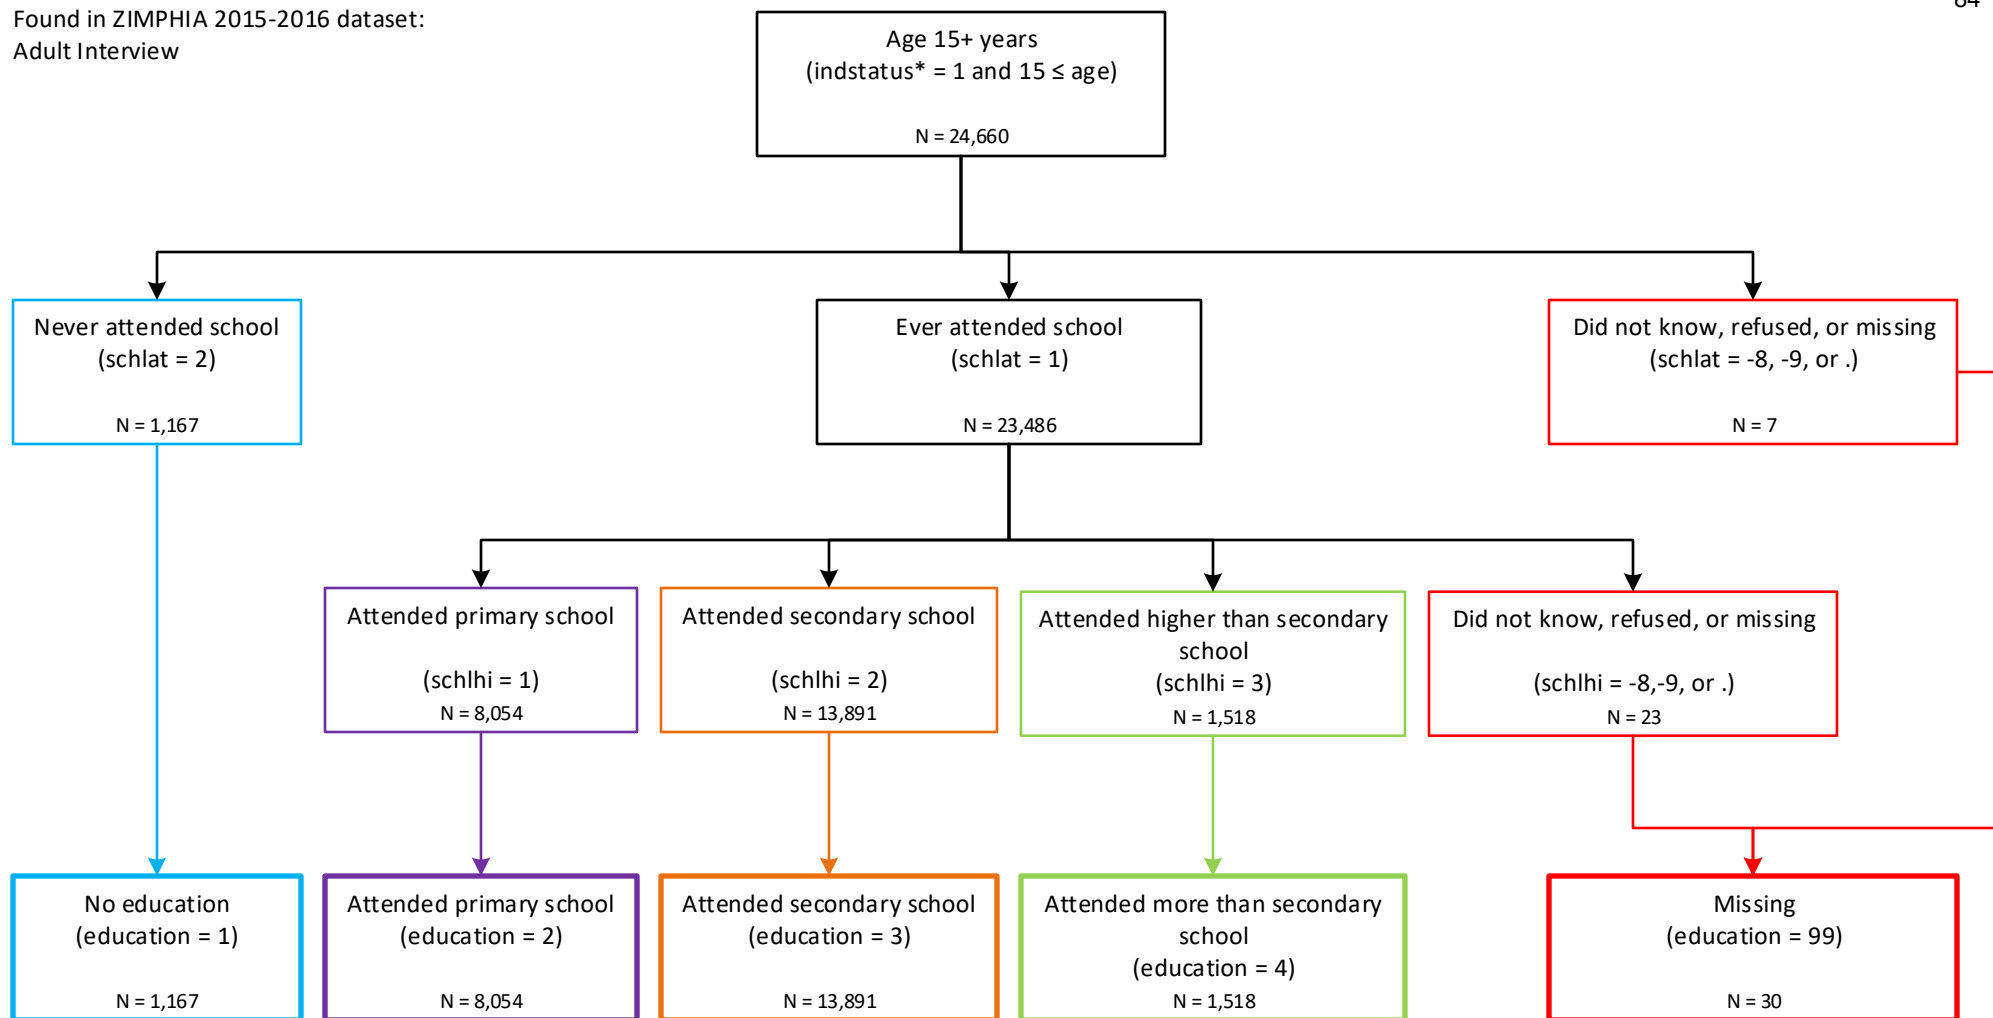 Found in ZIMPHIA 2015-2016 dataset:
Adult Interview
84
Age 15+ years
(indstatus* = 1 and 15 ≤ age)
N = 24,660
Never attended school
(schlat = 2)
N = 1,167
Ever attended school
(schlat = 1)
N = 23,486
Did not know, refused, or missing
(schlat = -8, -9, or .)
N = 7
Attended primary school
(schlhi = 1)
N = 8,054
Attended secondary school
(schlhi = 2)
N = 13,891
Attended higher than secondary
school
(schlhi = 3)
N = 1,518
Did not know, refused, or missing
(schlhi = -8,-9, or .)
N = 23
No education
(education = 1)
N = 1,167
Attended primary school
(education = 2)
N = 8,054
Attended secondary school
(education = 3)
N = 13,891
Attended more than secondary
school
(education = 4)
N = 1,518
Missing
(education = 99)
N = 30